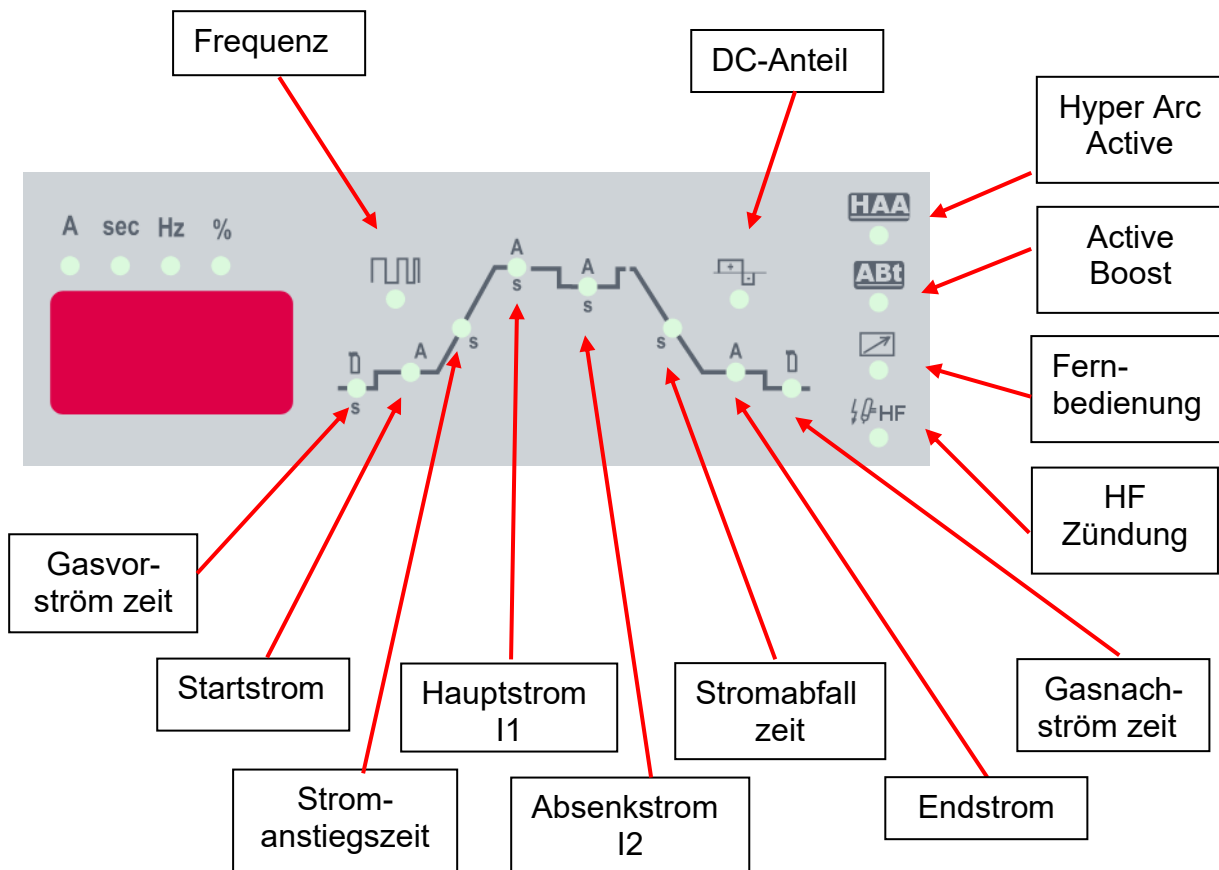 Frequenz
DC-Anteil
Hyper Arc
Active
Active
Boost
Fern-
bedienung
HF
Zündung
A sec Hz %
HAA
ABt
HF
A
s
A
s
s
A
s
s
A
Gasvor-
ström zeit
Startstrom
Strom-
anstiegszeit
Hauptstrom
I1
Absenkstrom
I2
Stromabfall
zeit
Endstrom
Gasnach-
ström zeit